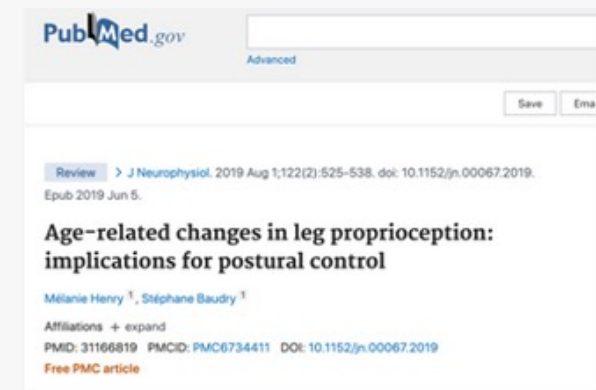 PubMed.gov
Advanced
Save Emai
Review > J Neurophysiol. 2019 Aug 1;122(2):525-538. doi: 10.1152/jn.00067.2019.
Epub 2019 Jun 5.
Age-related changes in leg proprioception:
implications for postural control
Mélanie Henry 1, Stéphane Baudry 1
Affiliations + expand
PMID: 31166819 PMCID: PMC6734411 DOI: 10.1152/jn.00067.2019
Free PMC article